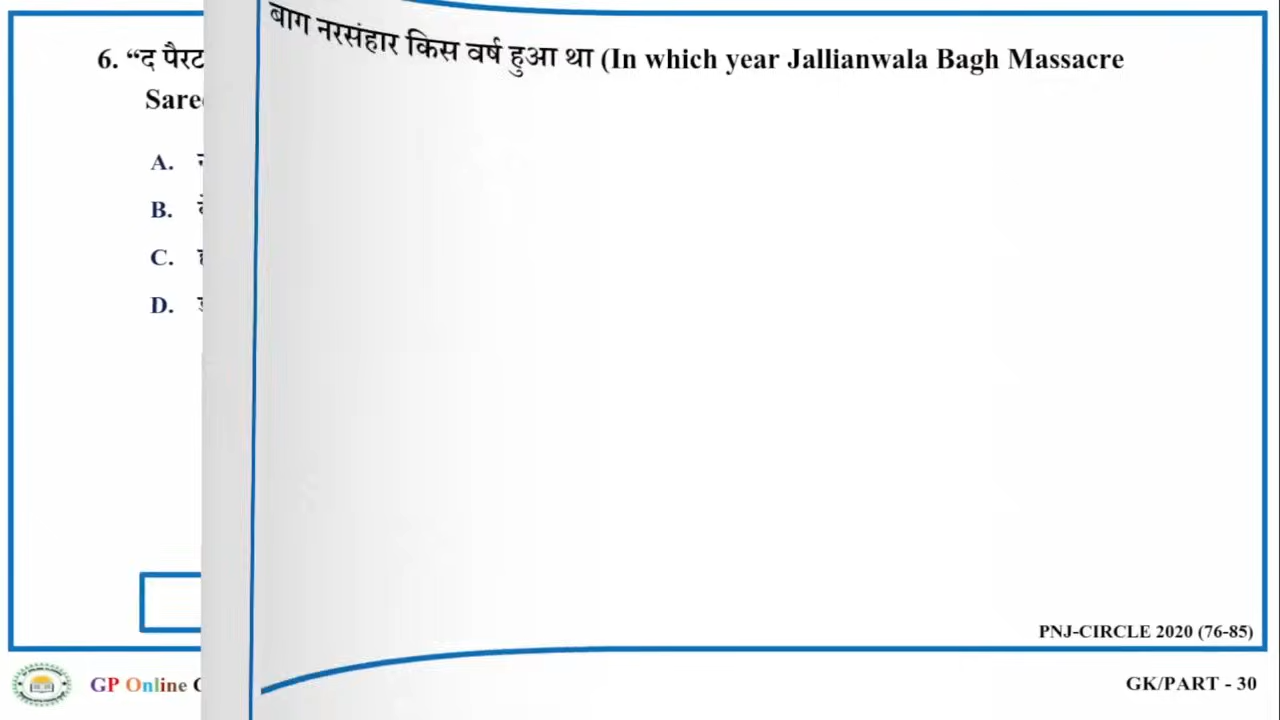 बाग नरसंहार किस वर्ष हुआ था (In which year Jallianwala Bagh Massacre
6. “द पैरट
A.
B.
C.
D.
PNJ-CIRCLE 2020 (76-85)
GP Online
GK/PART - 30